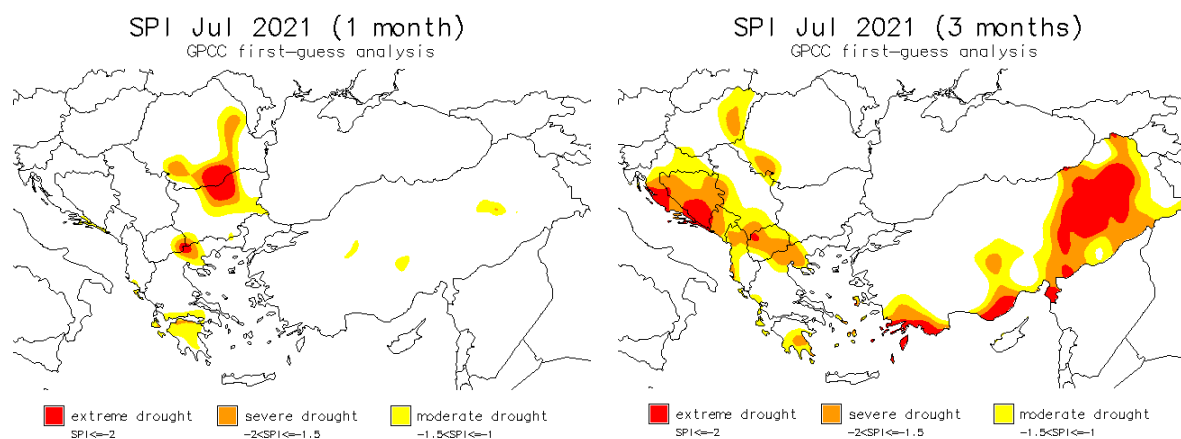 SPI Jul 2021 (1 month)
GPCC first-guess analysis
extreme drought
SPI<=-2
severe drought
-2<SPI<=-1.5
moderate drought
-1.5<SPI<=-1
SPI Jul 2021 (3 months)
GPCC first-guess analysis
extreme drought
SPI<=-2
severe drought
-2<SPI<=-1.5
moderate drought
-1.5<SPI<=-1